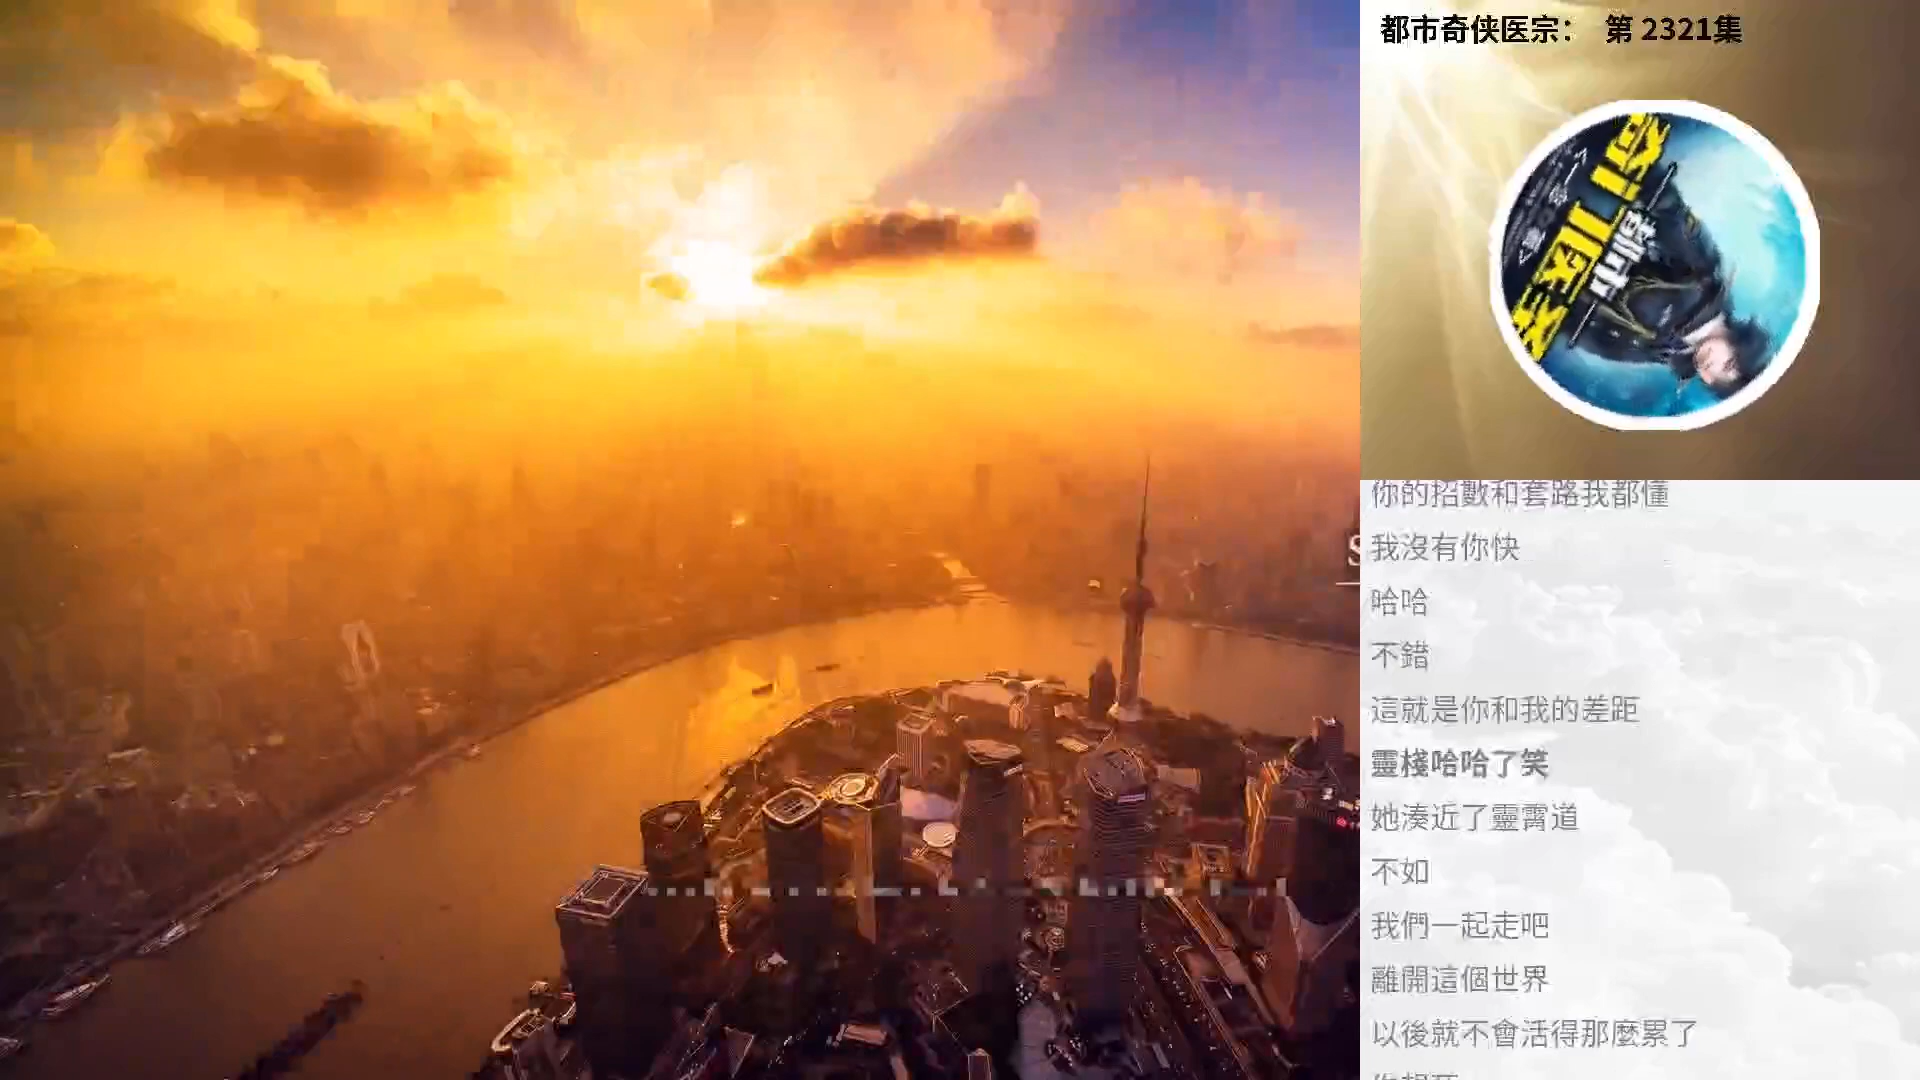 都市奇侠医宗： 第 2321集
都市
你的招數和套路我都懂
S
我沒有你快
哈哈
不錯
這就是你和我的差距
靈棧哈哈了笑
她湊近了靈霄道
不如
我們一起走吧
離開這個世界
以後就不會活得那麼累了